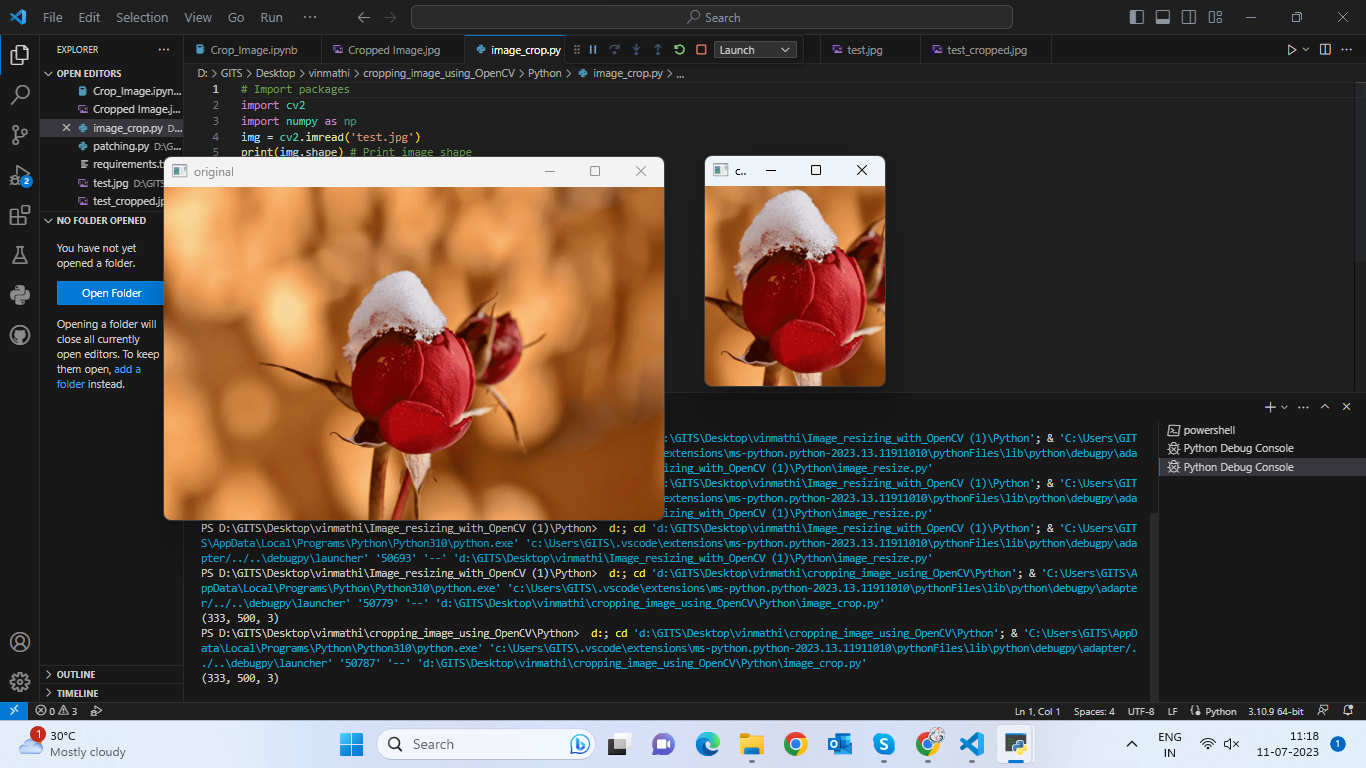 File Edit Selection View Go Run ··· Search
EXPLORER ···
Crop_Image.ipynb Cropped Image.jpg image_crop.py Launch test.jpg test_cropped.jpg
OPEN EDITORS
D: > GITS > Desktop > vinmathi > cropping_image_using_OpenCV > Python > image_crop.py > ...
Crop_Image.ipyn...
Cropped Image.j...
image_crop.py D...
patching.py D:\G...
requirements.t
test.jpg D:\GITS
test_cropped.jp
1 # Import packages
2 import cv2
3 import numpy as np
4 img = cv2.imread('test.jpg')
5 print(img.shape) # Print image shape
original
c..
NO FOLDER OPENED
You have not yet
opened a folder.
Open Folder
Opening a folder will
close all currently
open editors. To keep
them open, add a
folder instead.
:\GITS\Desktop\vinmathi\Image_resizing_with_OpenCV (1)\Python'; & 'C:\Users\GIT
extensions\ms-python.python-2023.13.11911010\pythonFiles\lib\python\debugpy\ada
izing_with_OpenCV (1)\Python\image_resize.py'
:\GITS\Desktop\vinmathi\Image_resizing_with_OpenCV (1)\Python'; & 'C:\Users\GIT
extensions\ms-python.python-2023.13.11911010\pythonFiles\lib\python\debugpy\ada
izing_with_OpenCV (1)\Python\image_resize.py'
PS D:\GITS\Desktop\vinmathi\Image_resizing_with_OpenCV (1)\Python> d:; cd 'd:\GITS\Desktop\vinmathi\Image_resizing_with_OpenCV (1)\Python'; & 'C:\Users\GIT
S\AppData\Local\Programs\Python\Python310\python.exe' 'c:\Users\GITS\.vscode\extensions\ms-python.python-2023.13.11911010\pythonFiles\lib\python\debugpy\ada
pter/../..\debugpy\launcher' '50693' '--' 'd:\GITS\Desktop\vinmathi\Image_resizing_with_OpenCV (1)\Python\image_resize.py'
PS D:\GITS\Desktop\vinmathi\Image_resizing_with_OpenCV (1)\Python> d:; cd 'd:\GITS\Desktop\vinmathi\cropping_image_using_OpenCV\Python'; & 'C:\Users\GITS\A
ppData\Local\Programs\Python\Python310\python.exe' 'c:\Users\GITS\.vscode\extensions\ms-python.python-2023.13.11911010\pythonFiles\lib\python\debugpy\adapte
r/../..\debugpy\launcher' '50779' '--' 'd:\GITS\Desktop\vinmathi\cropping_image_using_OpenCV\Python\image_crop.py'
(333, 500, 3)
PS D:\GITS\Desktop\vinmathi\cropping_image_using_OpenCV\Python> d:; cd 'd:\GITS\Desktop\vinmathi\cropping_image_using_OpenCV\Python'; & 'C:\Users\GITS\AppD
ata\Local\Programs\Python\Python310\python.exe' 'c:\Users\GITS\.vscode\extensions\ms-python.python-2023.13.11911010\pythonFiles\lib\python\debugpy\adapter/.
./..\debugpy\launcher' '50787' '--' 'd:\GITS\Desktop\vinmathi\cropping_image_using_OpenCV\Python\image_crop.py'
(333, 500, 3)
powershell
Python Debug Console
Python Debug Console
OUTLINE
TIMELINE
0 3 Ln 1, Col 1 Spaces: 4 UTF-8 LF Python 3.10.9 64-bit
2
1
30°C
Mostly cloudy
Search
ENG
IN
11:18
11-07-2023
1